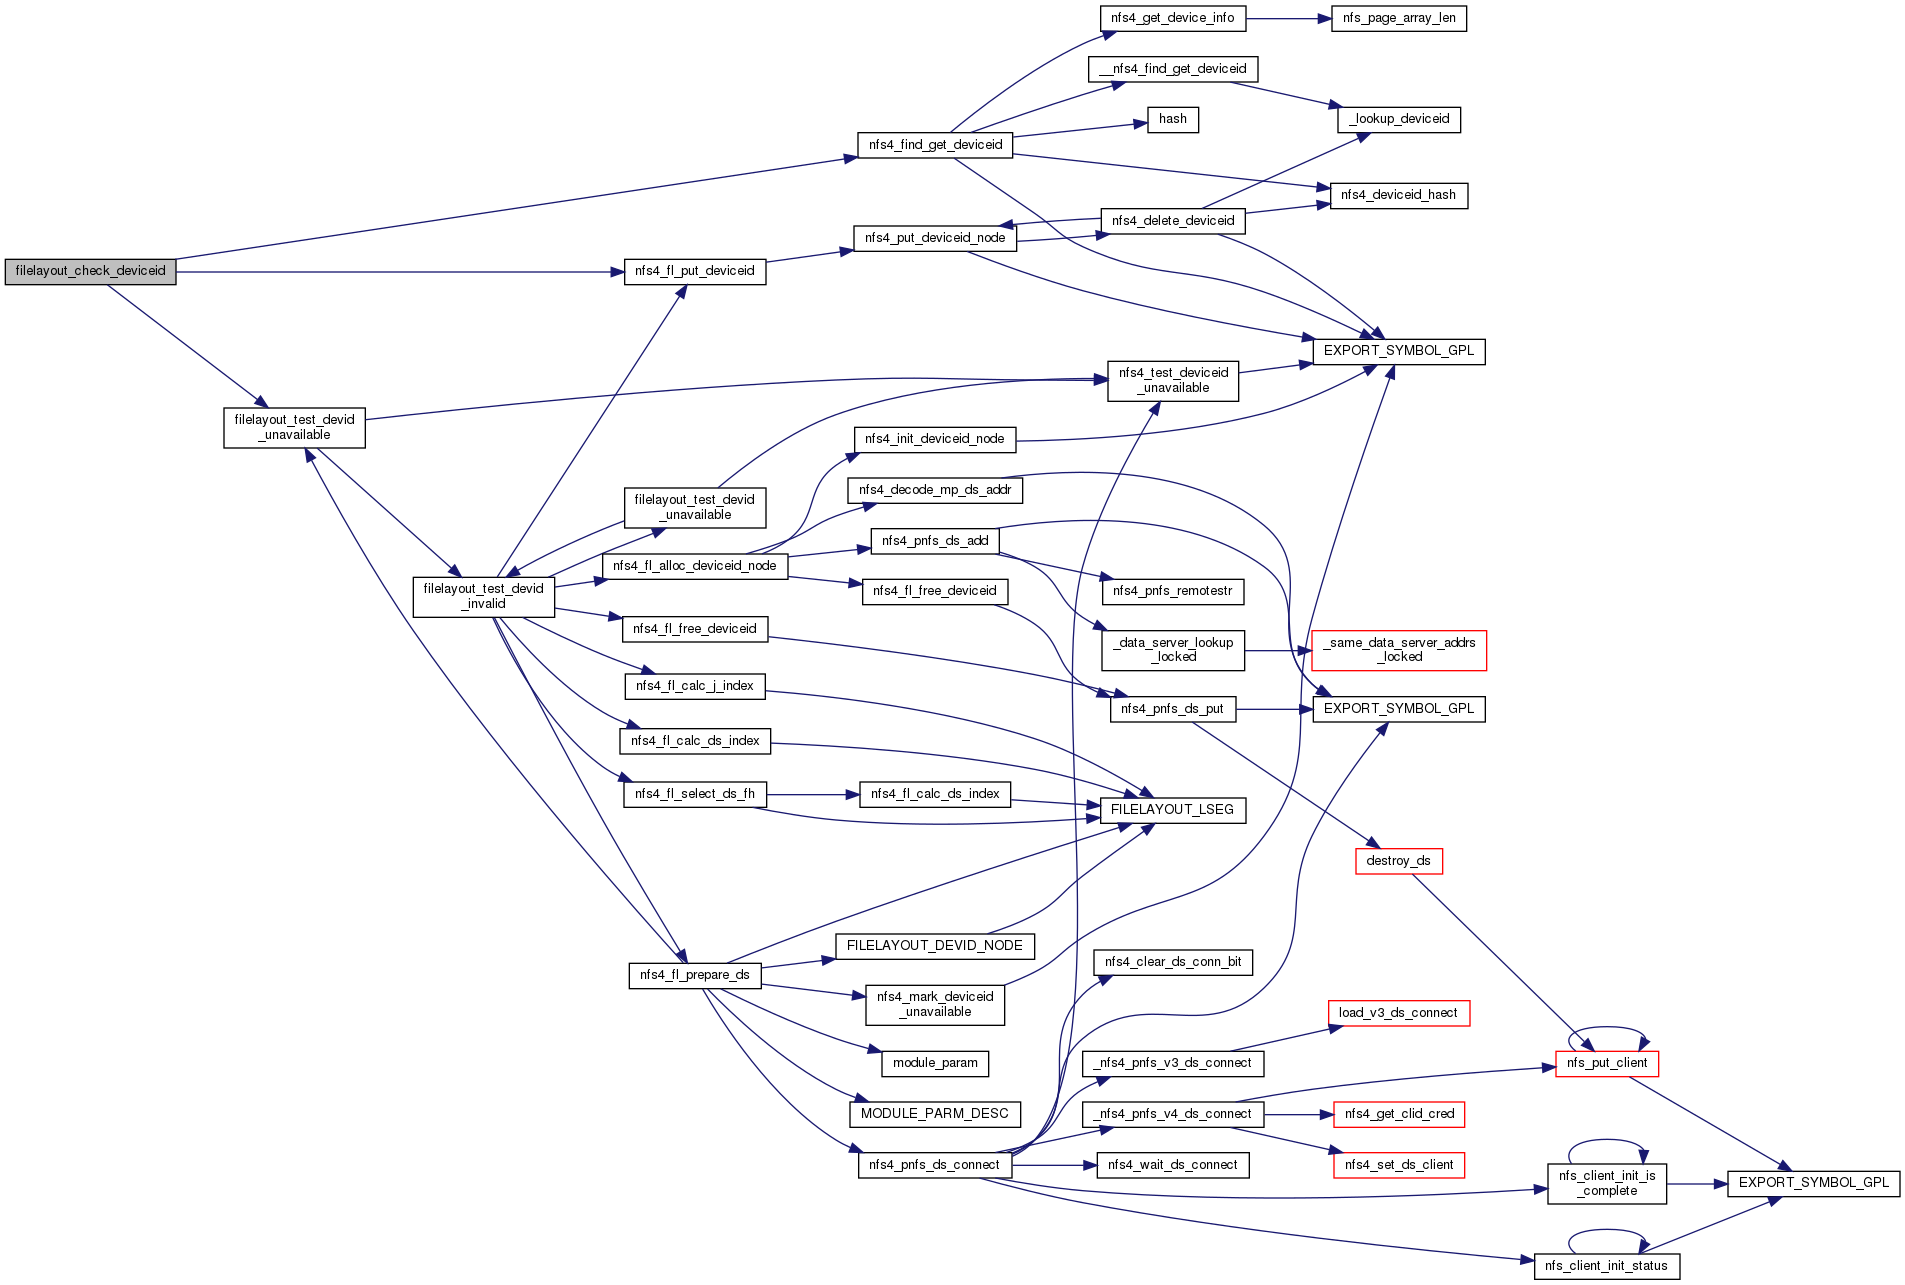 nfs4_get_device_info
nfs_page_array_len
__nfs4_find_get_deviceid
hash
_lookup_deviceid
nfs4_find_get_deviceid
nfs4_deviceid_hash
nfs4_delete_deviceid
nfs4_put_deviceid_node
filelayout_check_deviceid
nfs4_fl_put_deviceid
EXPORT_SYMBOL_GPL
nfs4_test_deviceid
_unavailable
filelayout_test_devid
_unavailable
nfs4_init_deviceid_node
nfs4_decode_mp_ds_addr
filelayout_test_devid
_unavailable
nfs4_pnfs_ds_add
nfs4_fl_alloc_deviceid_node
nfs4_fl_free_deviceid
nfs4_pnfs_remotestr
filelayout_test_devid
_invalid
nfs4_fl_free_deviceid
_data_server_lookup
_locked
_same_data_server_addrs
_locked
nfs4_fl_calc_j_index
nfs4_pnfs_ds_put
EXPORT_SYMBOL_GPL
nfs4_fl_calc_ds_index
nfs4_fl_select_ds_fh
nfs4_fl_calc_ds_index
FILELAYOUT_LSEG
destroy_ds
FILELAYOUT_DEVID_NODE
nfs4_clear_ds_conn_bit
nfs4_fl_prepare_ds
nfs4_mark_deviceid
_unavailable
load_v3_ds_connect
module_param
_nfs4_pnfs_v3_ds_connect
nfs_put_client
MODULE_PARM_DESC
_nfs4_pnfs_v4_ds_connect
nfs4_get_clid_cred
nfs4_pnfs_ds_connect
nfs4_wait_ds_connect
nfs4_set_ds_client
nfs_client_init_is
_complete
EXPORT_SYMBOL_GPL
nfs_client_init_status